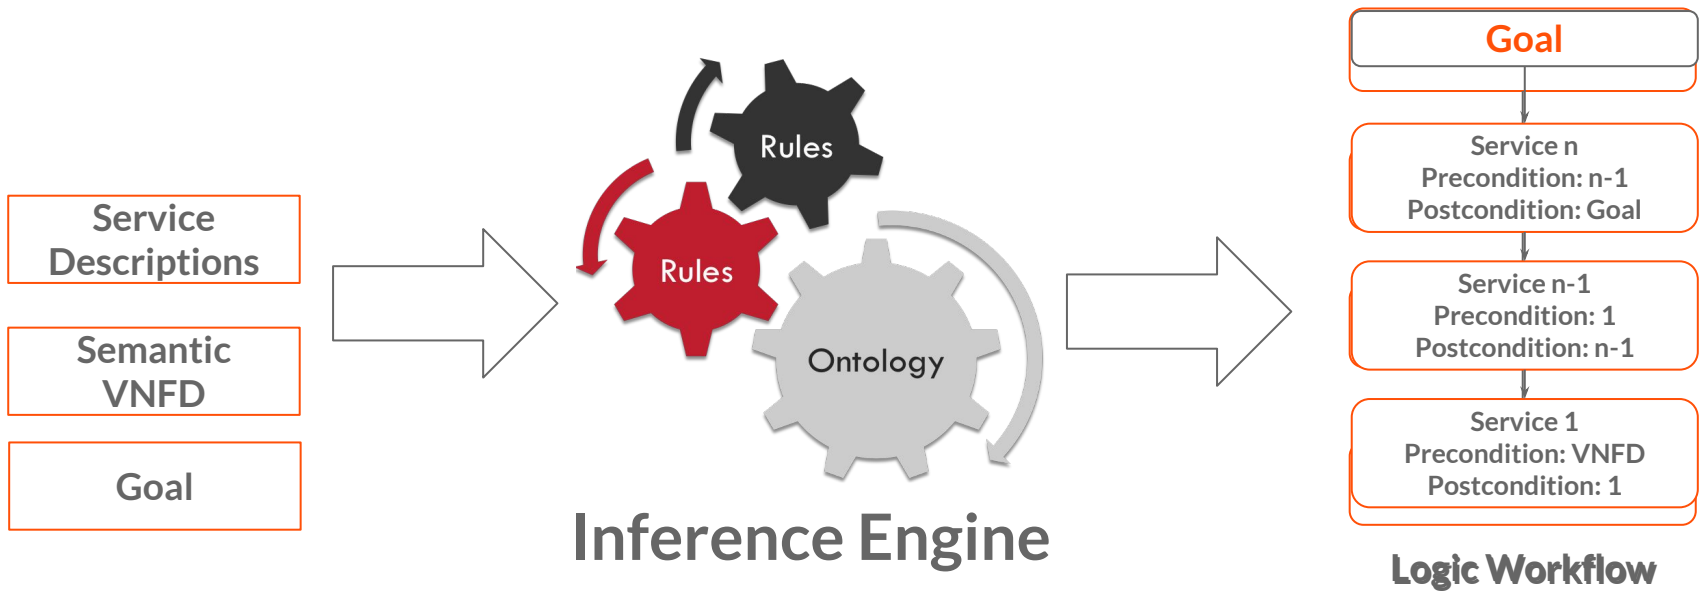 Service
Descriptions
Semantic
VNFD
Goal
Rules
Rules
Ontology
Inference Engine
Goal
Service n
Precondition: n-1
Postcondition: Goal
Service n-1
Precondition: 1
Postcondition: n-1
Service 1
Precondition: VNFD
Postcondition: 1
Logic Workflow